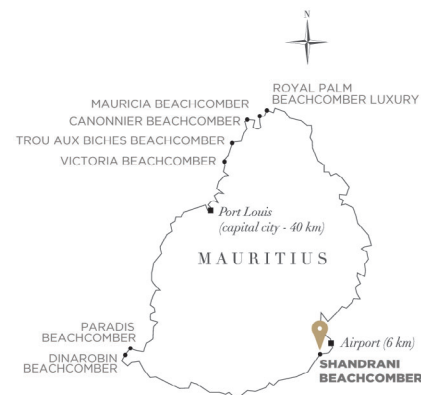 N
ROYAL PALM
BEACHCOMBER LUXURY
MAURICIA BEACHCOMBER
CANONNIER BEACHCOMBER
TROU AUX BICHES BEACHCOMBER
VICTORIA BEACHCOMBER
Port Louis
(capital city - 40 km)
MAURITIUS
PARADIS
BEACHCOMBER
DINAROBIN
BEACHCOMBER
Airport (6 km)
SHANDRANI
BEACHCOMBER